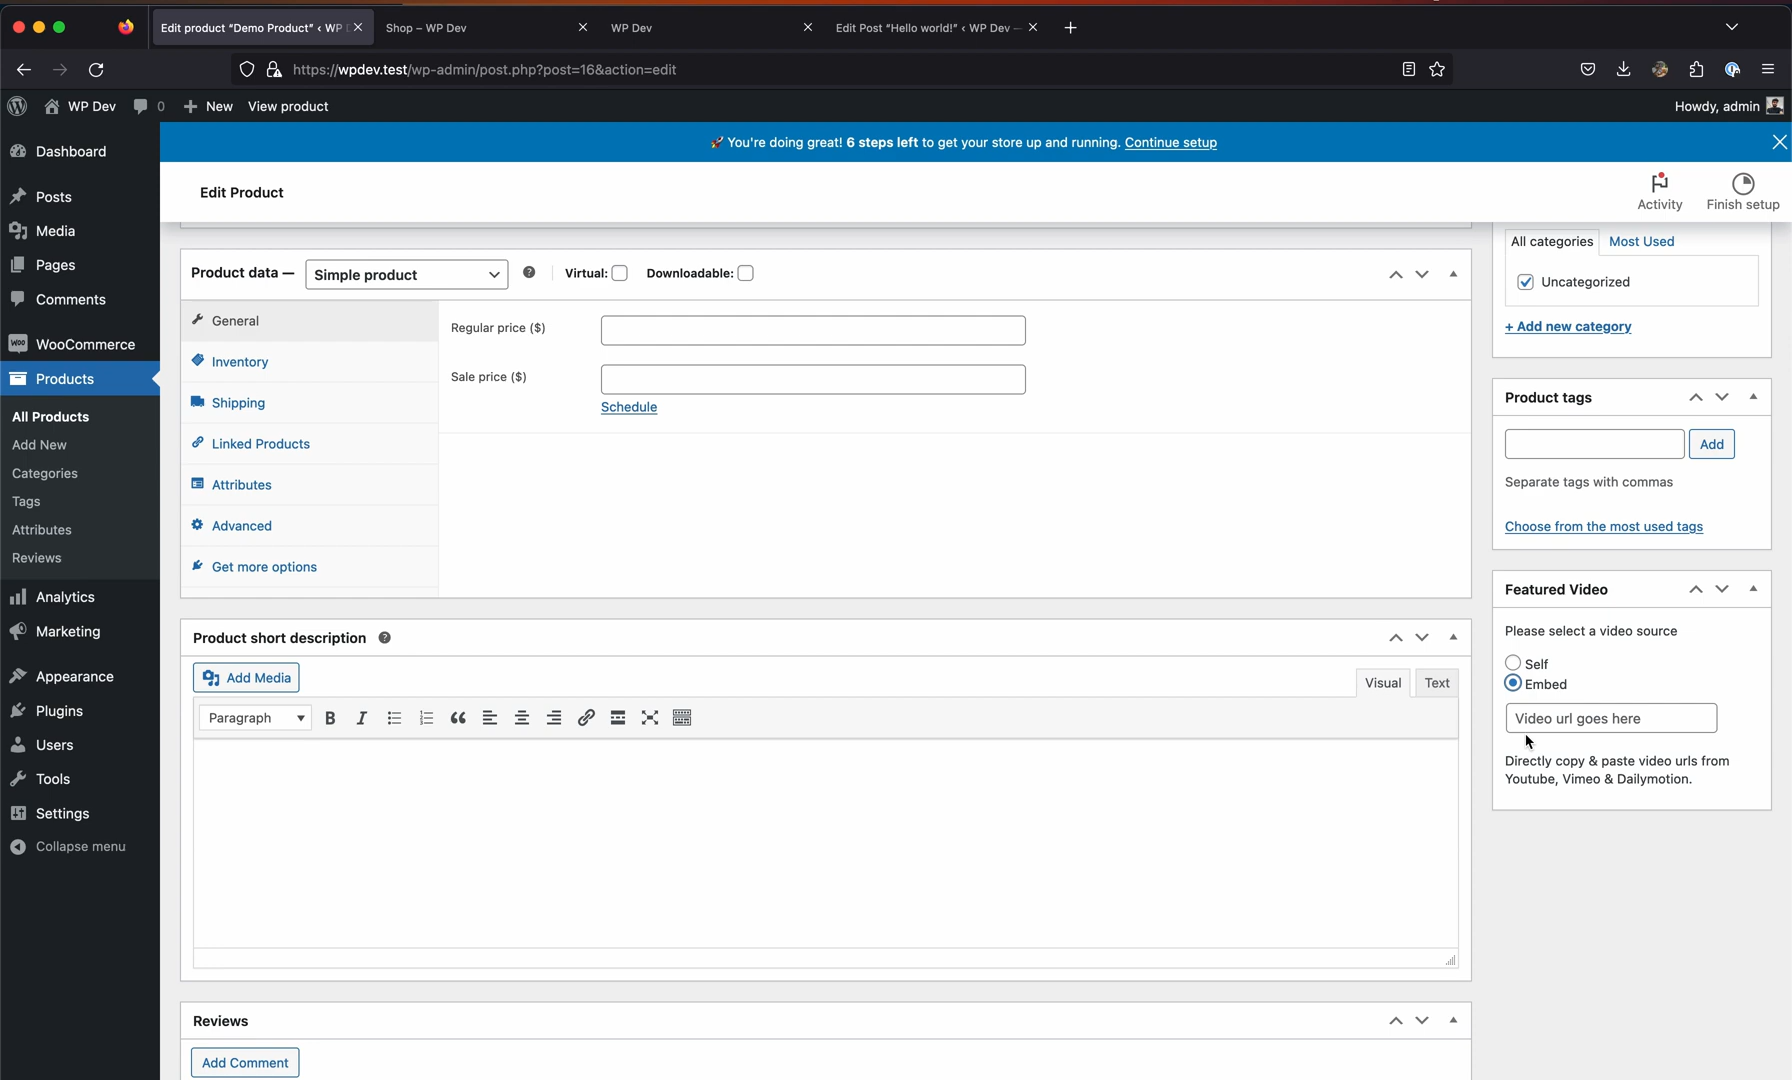 Edit product “Demo Product” ‹ WP
Shop – WP Dev
WP Dev
Edit Post “Hello world!” ‹ WP Dev —
https://wpdev.test/wp-admin/post.php?post=16&action=edit
WP Dev
0
New
View product
Howdy, admin
🚀 You're doing great! 6 steps left to get your store up and running. Continue setup
Edit Product
Activity
Finish setup
Dashboard
Posts
Media
Pages
Comments
WooCommerce
Products
All Products
Add New
Categories
Tags
Attributes
Reviews
Analytics
Marketing
Appearance
Plugins
Users
Tools
Settings
Collapse menu
Product data —
Simple product
Virtual:
Downloadable:
General
Inventory
Shipping
Linked Products
Attributes
Advanced
Get more options
Regular price ($)
Sale price ($)
Schedule
Product short description
Add Media
Visual
Text
Paragraph
Reviews
Add Comment
All categories
Most Used
Uncategorized
+ Add new category
Product tags
Add
Separate tags with commas
Choose from the most used tags
Featured Video
Please select a video source
Self
Embed
Video url goes here
Directly copy & paste video urls from
Youtube, Vimeo & Dailymotion.